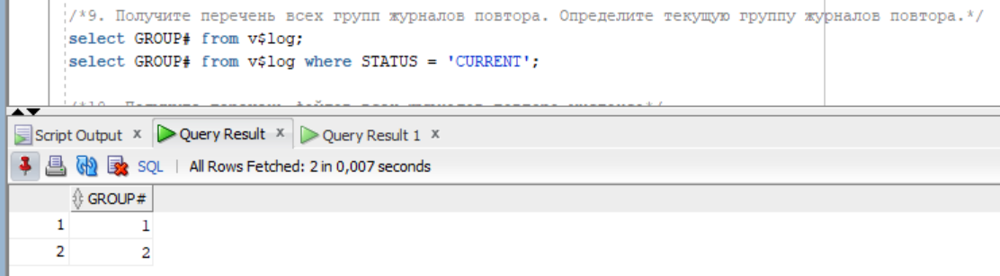 /*9. Получите перечень всех групп журналов повтора. Определите текущую группу журналов повтора.*/
select GROUP# from v$log;
select GROUP# from v$log where STATUS = 'CURRENT';
Script Output x Query Result x Query Result 1 x
SQL | All Rows Fetched: 2 in 0,007 seconds
GROUP#
1 1
2 2